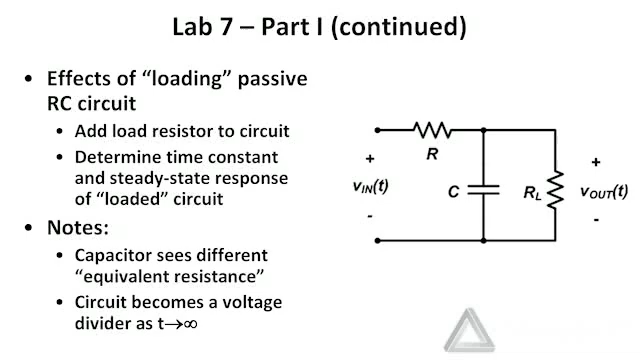 Lab 7 – Part I (continued)
• Effects of “loading” passive
RC circuit
• Add load resistor to circuit
• Determine time constant
and steady-state response
of “loaded” circuit
• Notes:
• Capacitor sees different
“equivalent resistance”
• Circuit becomes a voltage
divider as t→∞
R
+
vIN(t)
-
C
RL
+
vOUT(t)
-